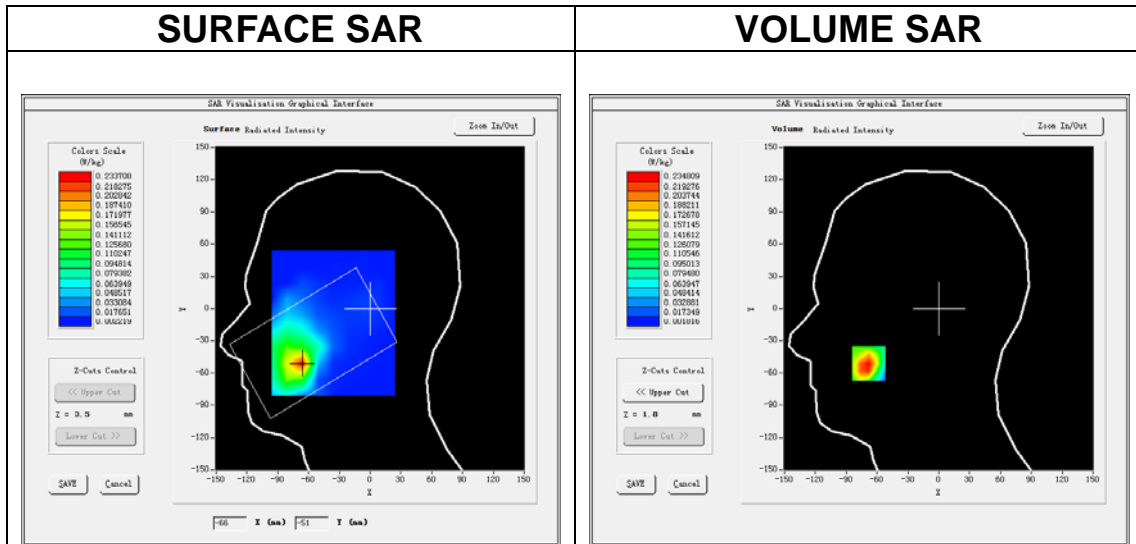 SURFACE SAR
VOLUME SAR
SAR Visualisation Graphical Interface
Surface Radiated Intensity
Zoom In/Out
Colors Scale
(W/kg)
0.233708
0.218275
0.202842
0.187410
0.171977
0.156545
0.141112
0.125680
0.110247
0.094814
0.079382
0.063949
0.048517
0.033084
0.017651
0.002219
150
90
60
30
0
-30
-60
-90
-120
-150
Y
-150
-120
-90
-60
-30
0
30
60
90
120
150
X
Z-Cuts Control
<< Upper Cut
Z = 3.5 mm
Lower Cut >>
SAVE
Cancel
-66 X (mm) -51 Y (mm)
SAR Visualisation Graphical Interface
Volume Radiated Intensity
Zoom In/Out
Colors Scale
(W/kg)
0.234809
0.219276
0.203744
0.188211
0.172678
0.157145
0.141612
0.126079
0.110546
0.095013
0.079480
0.063947
0.048414
0.032881
0.017349
0.001816
150
90
60
30
0
-30
-60
-90
-120
-150
Y
-150
-120
-90
-60
-30
0
30
60
90
120
150
X
Z-Cuts Control
<< Upper Cut
Z = 1.8 mm
Lower Cut >>
SAVE
Cancel